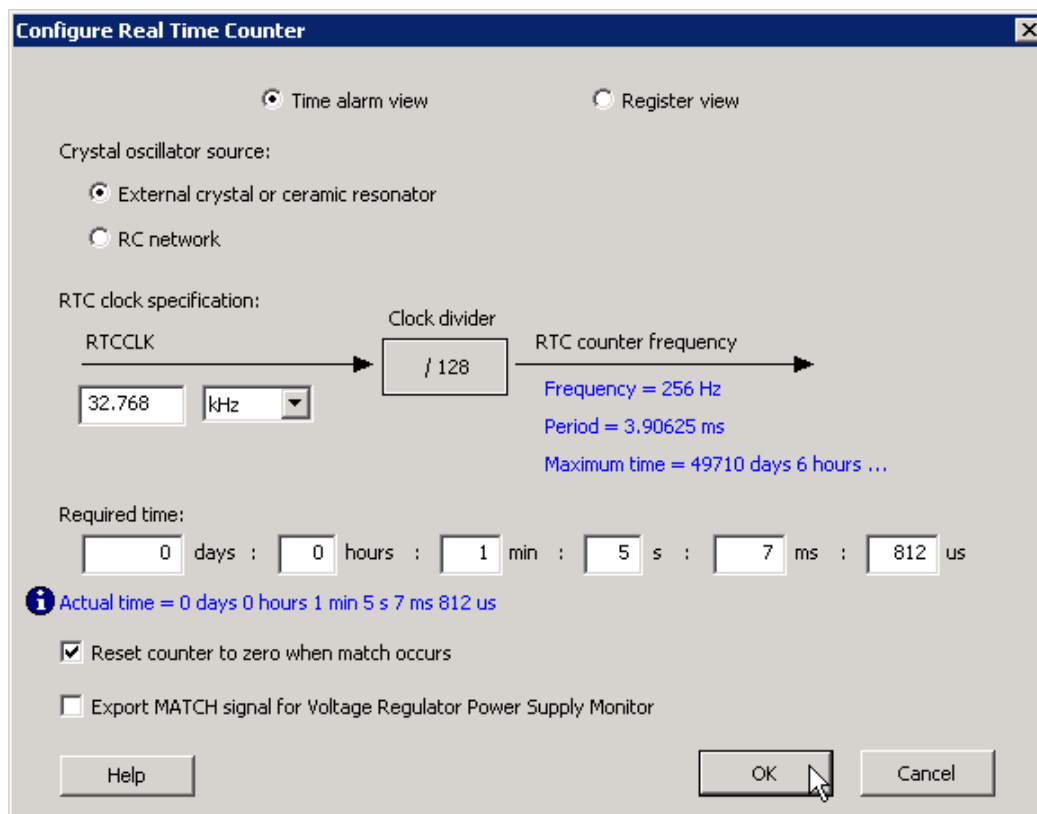 Configure Real Time Counter
Time alarm view Register view
Crystal oscillator source:
External crystal or ceramic resonator
RC network
RTC clock specification:
Clock divider
RTCCLK / 128 RTC counter frequency
32.768 kHz Frequency = 256 Hz
Period = 3.90625 ms
Maximum time = 49710 days 6 hours ...
Required time:
0 days : 0 hours : 1 min : 5 s : 7 ms : 812 us
Actual time = 0 days 0 hours 1 min 5 s 7 ms 812 us
Reset counter to zero when match occurs
Export MATCH signal for Voltage Regulator Power Supply Monitor
Help OK Cancel